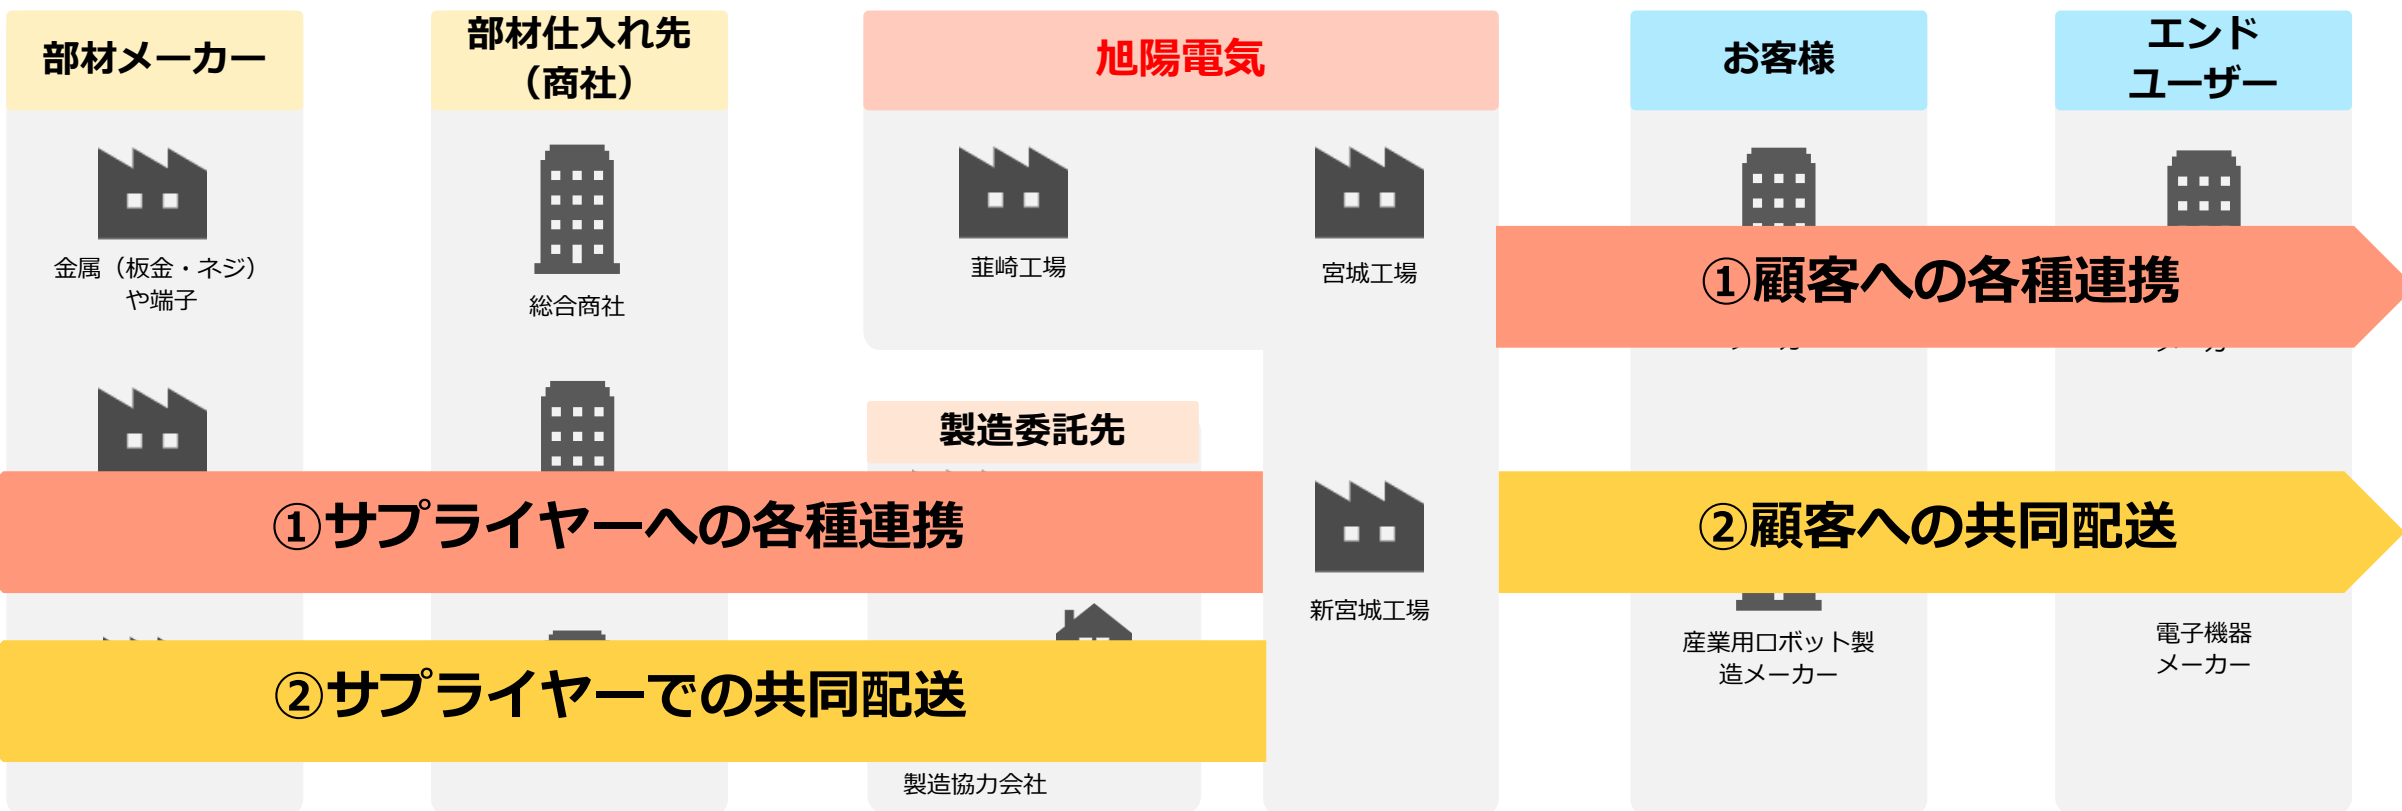 部材メーカー
部材仕入れ先
（商社）
旭陽電気
お客様
エンド
ユーザー
金属（板金・ネジ）
や端子
総合商社
韮崎工場
宮城工場
①顧客への各種連携
製造委託先
①サプライヤーへの各種連携
②顧客への共同配送
新宮城工場
産業用ロボット製
造メーカー
電子機器
メーカー
②サプライヤーでの共同配送
製造協力会社